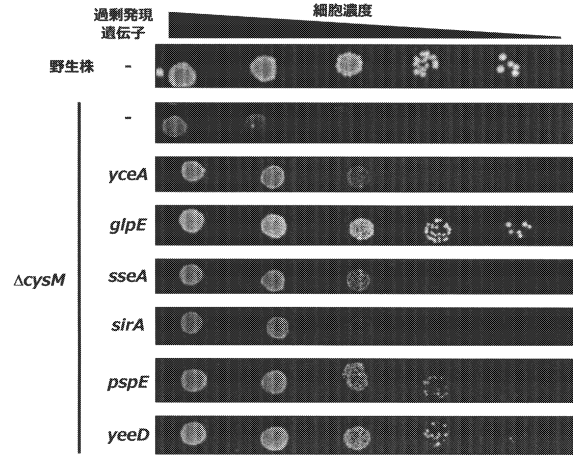 過剰発現
遺伝子
細胞濃度
野生株 -
-
yceA
glpE
ΔcysM
sseA
sirA
pspE
yeeD